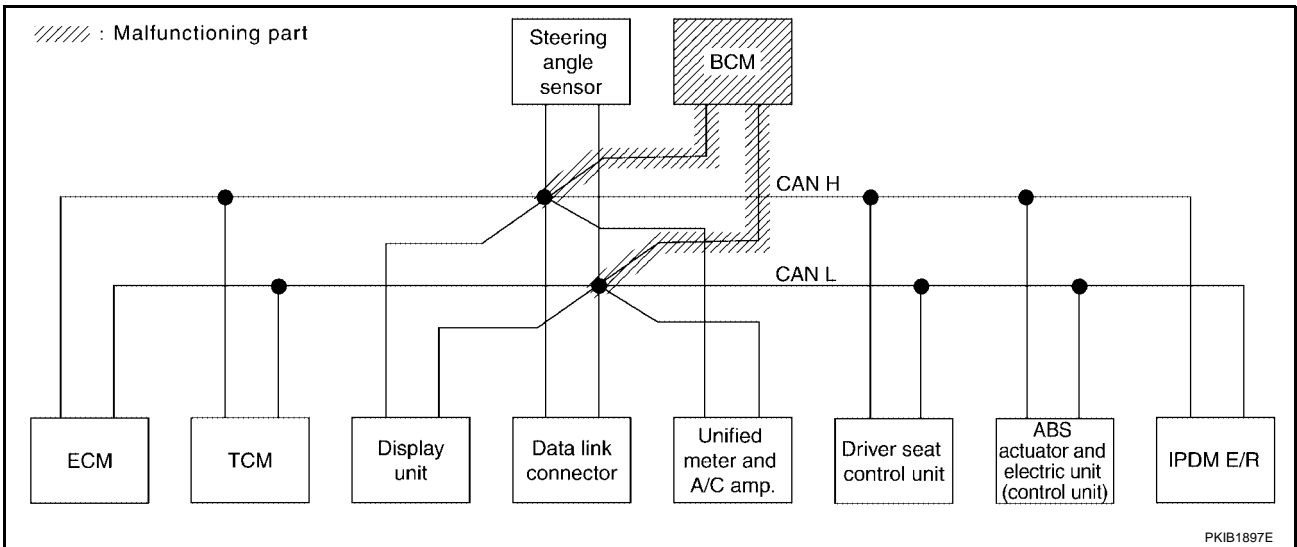 : Malfunctioning part
Steering
angle
sensor
BCM
CAN H
CAN L
ECM
TCM
Display
unit
Data link
connector
Unified
meter and
A/C amp.
Driver seat
control unit
ABS
actuator and
electric unit
(control unit)
IPDM E/R
PKIB1897E